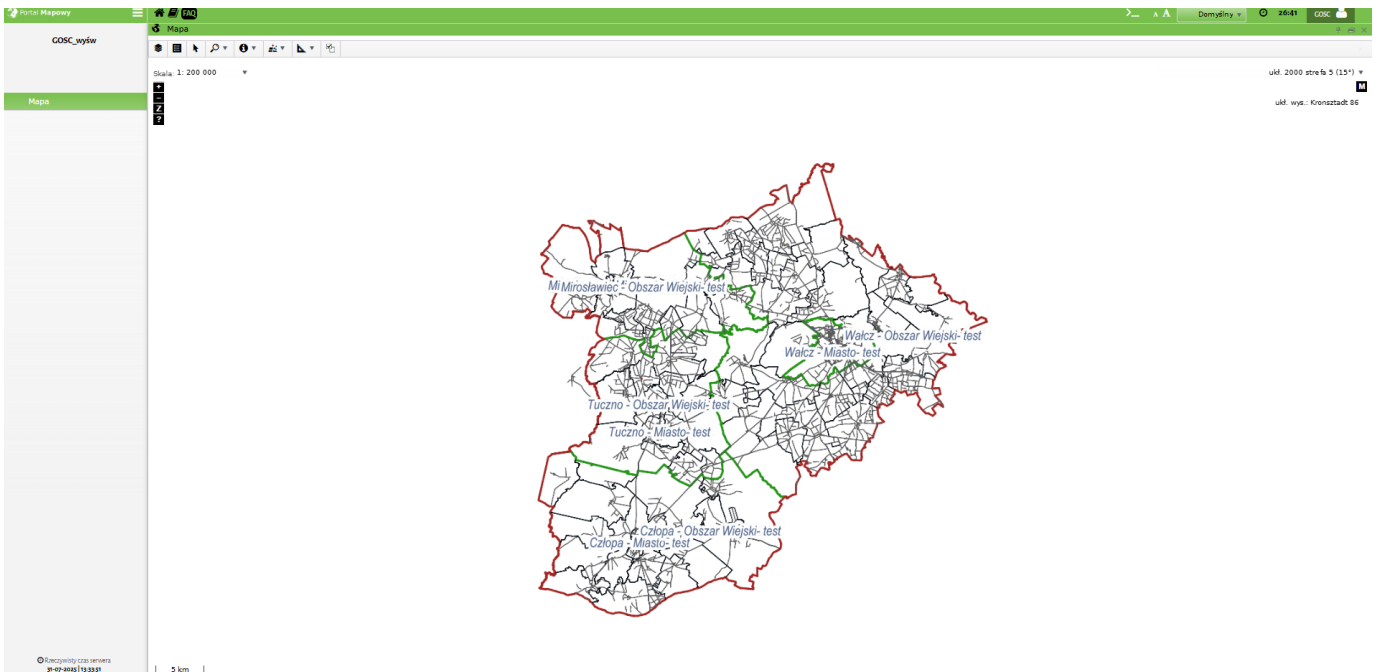 Portal Mapowy
FAQ
>_ A A Domyślny 26:41 GOSC
GOSC_wyśw
Mapa
Mapa
Skala: 1: 200 000
ukł. 2000 strefa 5 (15°)
+
M
−
Z
ukł. wys.: Kronsztadt 86
?
Mirosławiec - Obszar Wiejski- test
Wałcz - Obszar Wiejski- test
Wałcz - Miasto- test
Tuczno - Obszar Wiejski- test
Tuczno - Miasto- test
Człopa - Obszar Wiejski- test
Człopa - Miasto- test
Rzeczywisty czas serwera
31-07-2025 | 13:33:51
5 km